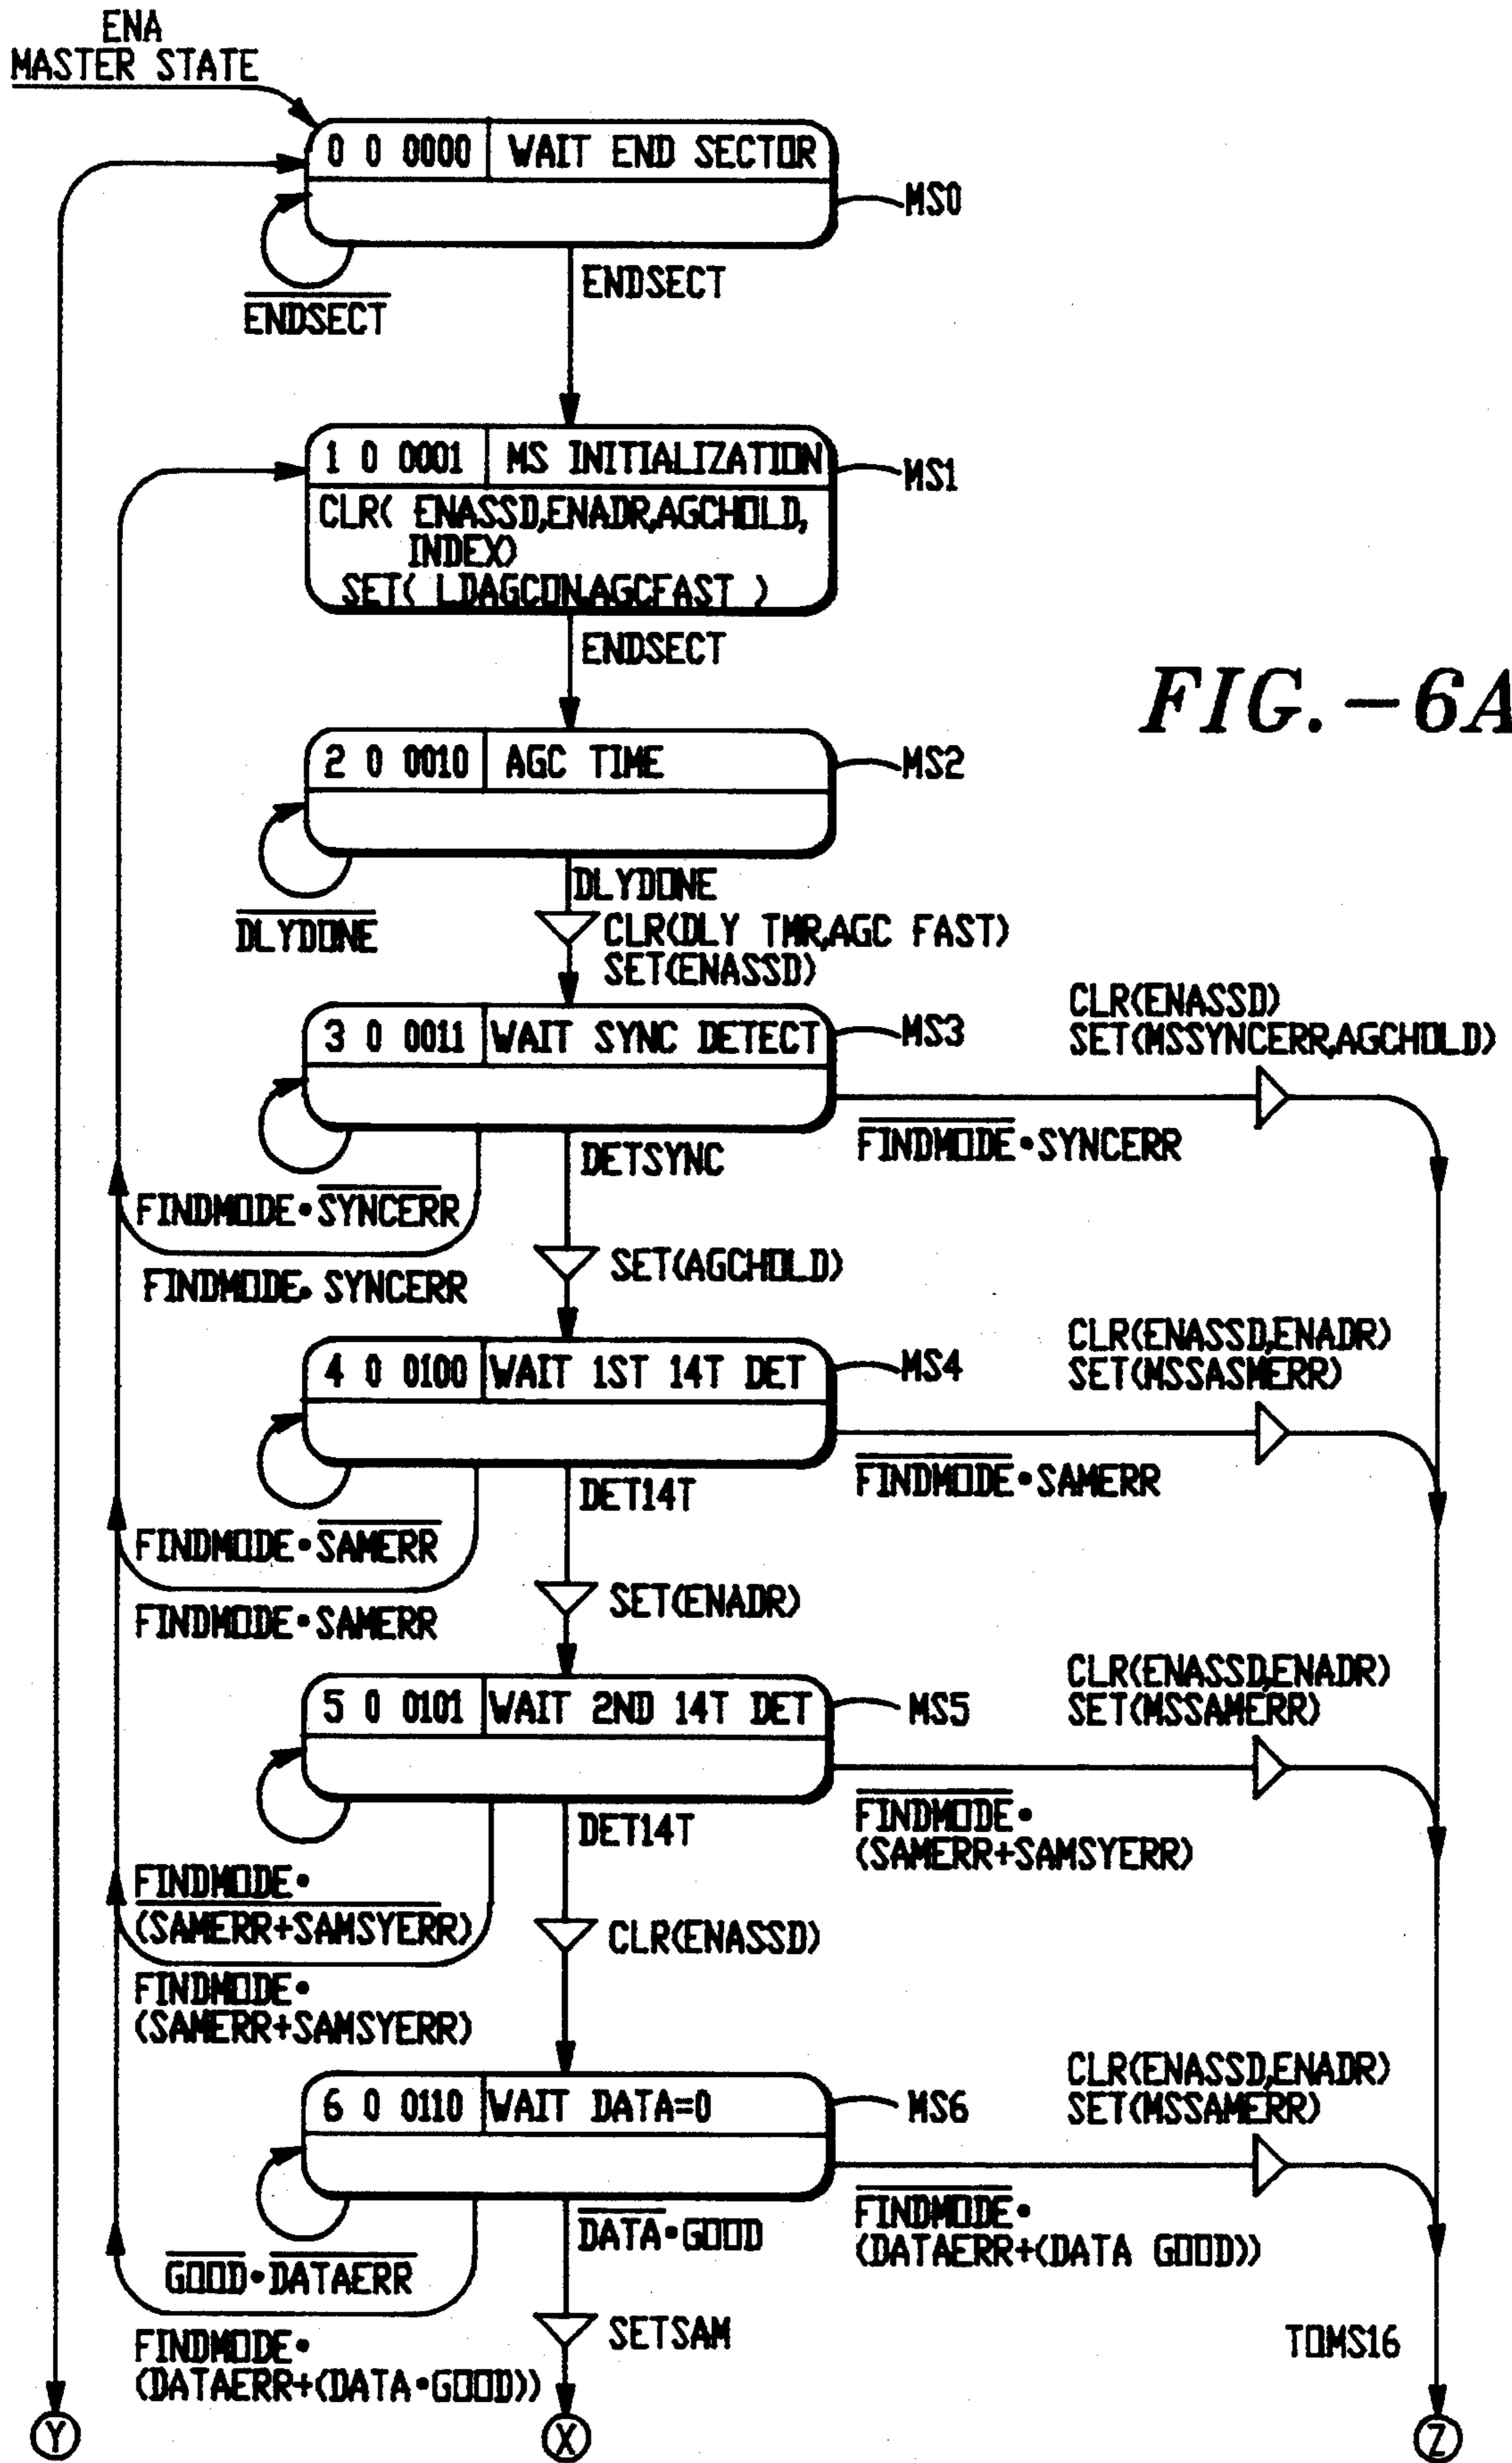 ENA
MASTER STATE
0 0 0000 WAIT END SECTOR
MS0
ENDSECT
ENDSECT
1 0 0001 MS INITIALIZATION
MS1
CLR( ENASSD,ENADR,AGCHOLD,
INDEX)
SET( LDAGCON,AGCFAST )
ENDSECT
FIG.-6A
2 0 0010 AGC TIME
MS2
DLYDONE
DLYDONE
CLR(DLY TMR,AGC FAST)
SET(ENASSD)
3 0 0011 WAIT SYNC DETECT
MS3
CLR(ENASSD)
SET(MSSYNCERR,AGCHOLD)
FINDMODE•SYNCERR
DETSYNC
FINDMODE•SYNCERR
FINDMODE•SYNCERR
SET(AGCHOLD)
4 0 0100 WAIT 1ST 14T DET
MS4
CLR(ENASSD,ENADR)
SET(MSSASMERR)
FINDMODE•SAMERR
DET14T
FINDMODE•SAMERR
FINDMODE•SAMERR
SET(ENADR)
5 0 0101 WAIT 2ND 14T DET
MS5
CLR(ENASSD,ENADR)
SET(MSSAMERR)
FINDMODE•
(SAMERR+SAMSYERR)
DET14T
FINDMODE•
(SAMERR+SAMSYERR)
CLR(ENASSD)
FINDMODE•
(SAMERR+SAMSYERR)
6 0 0110 WAIT DATA=0
MS6
CLR(ENASSD,ENADR)
SET(MSSAMERR)
FINDMODE•
(DATAERR+(DATA GOOD))
DATA•GOOD
GOOD•DATAERR
SETSAM
FINDMODE•
(DATAERR+(DATA•GOOD))
TOMS16
Y
X
Z